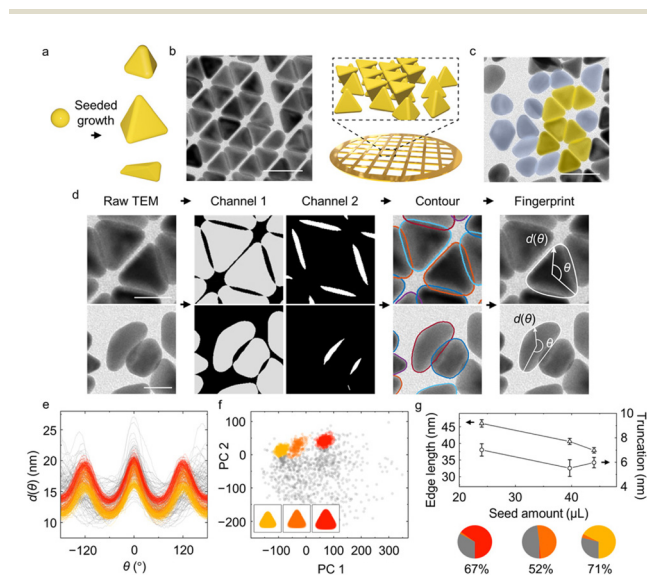 a
b
c
Seeded
growth
d
Raw TEM
Channel 1
Channel 2
Contour
Fingerprint
d(θ)
θ
d(θ)
θ
e
f
g
25
20
15
10
d(θ) (nm)
-120
0
120
θ (°)
100
0
-100
-200
PC 2
0
100
200
300
PC 1
45
40
35
30
Edge length (nm)
10
8
6
4
Truncation (nm)
20
30
40
Seed amount (µL)
67%
52%
71%